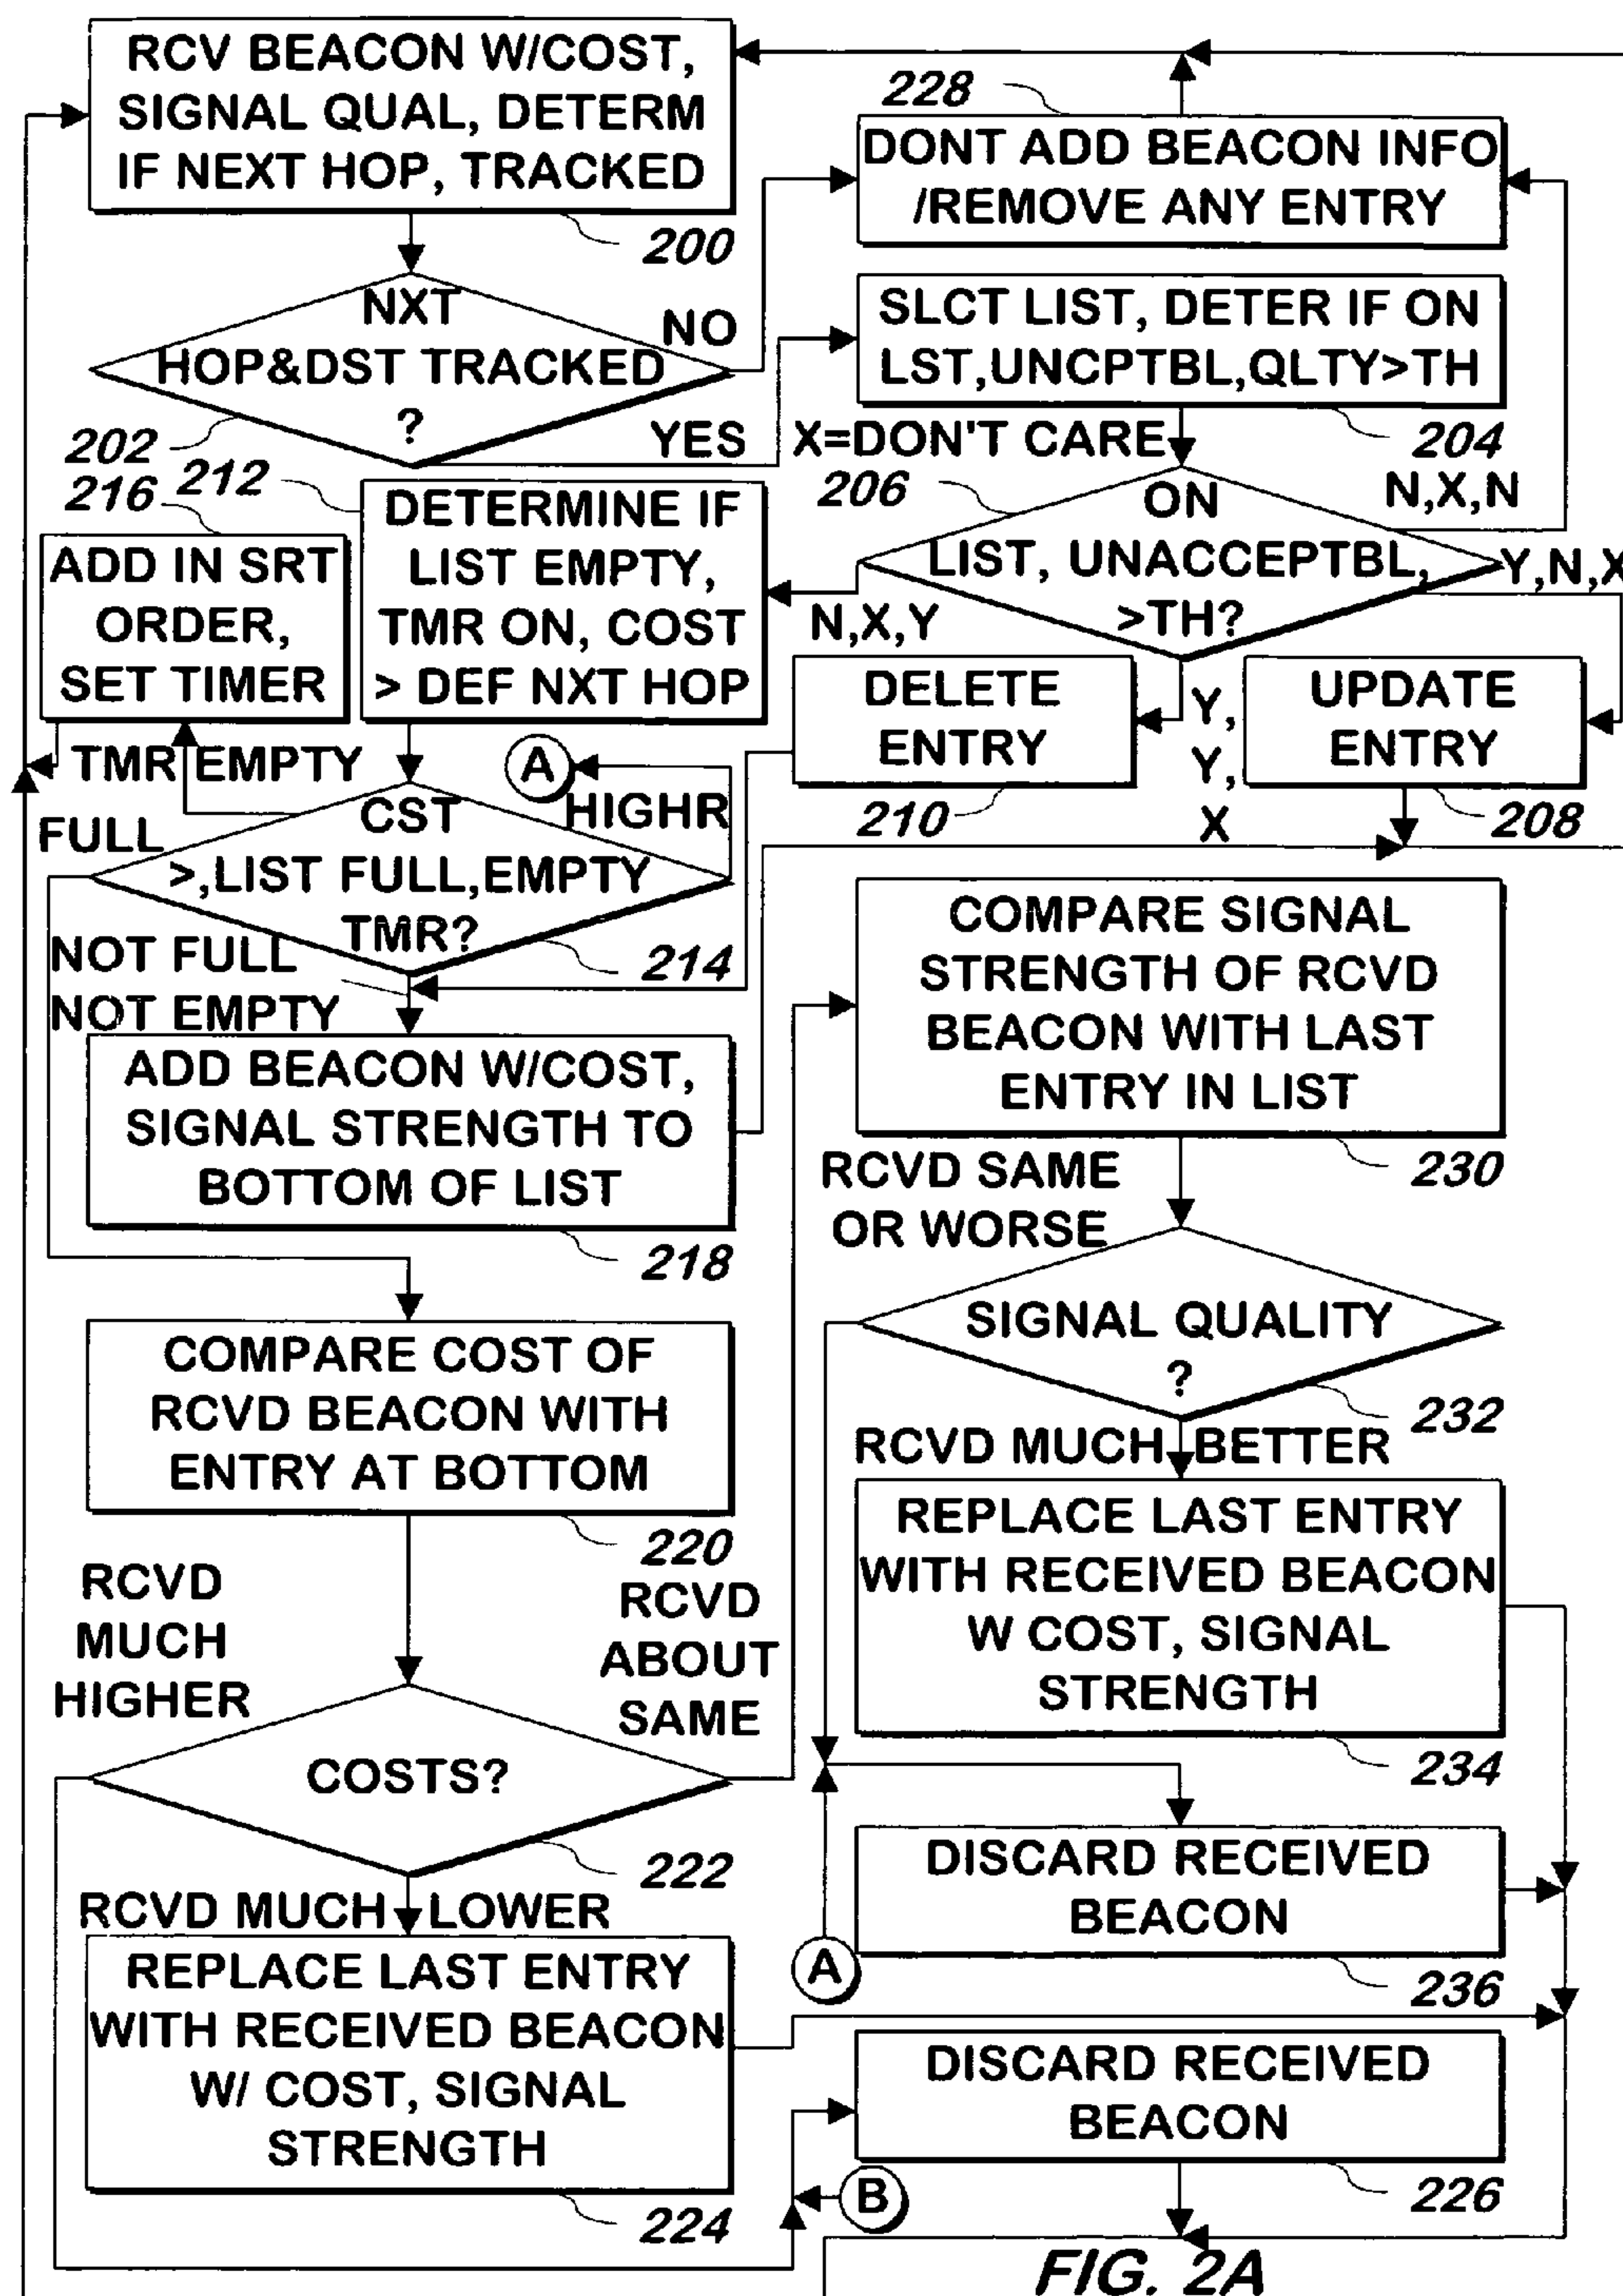 RCV BEACON W/COST,
SIGNAL QUAL, DETERM
IF NEXT HOP, TRACKED
200
228
DONT ADD BEACON INFO
/REMOVE ANY ENTRY
NXT
HOP&DST TRACKED
?
NO
YES
202
SLCT LIST, DETER IF ON
LST,UNCPTBL,QLTY>TH
204
X=DON'T CARE
206
ON
LIST, UNACCEPTBL,
>TH?
N,X,N
Y,N,X
N,X,Y
Y,
Y,
X
212
DETERMINE IF
LIST EMPTY,
TMR ON, COST
> DEF NXT HOP
216
ADD IN SRT
ORDER,
SET TIMER
DELETE
ENTRY
210
UPDATE
ENTRY
208
TMR EMPTY
A
HIGHR
FULL
CST
>,LIST FULL,EMPTY
TMR?
214
NOT FULL
NOT EMPTY
ADD BEACON W/COST,
SIGNAL STRENGTH TO
BOTTOM OF LIST
218
COMPARE SIGNAL
STRENGTH OF RCVD
BEACON WITH LAST
ENTRY IN LIST
230
RCVD SAME
OR WORSE
SIGNAL QUALITY
?
232
RCVD MUCH BETTER
COMPARE COST OF
RCVD BEACON WITH
ENTRY AT BOTTOM
220
REPLACE LAST ENTRY
WITH RECEIVED BEACON
W COST, SIGNAL
STRENGTH
234
RCVD
MUCH
HIGHER
RCVD
ABOUT
SAME
COSTS?
222
RCVD MUCH LOWER
DISCARD RECEIVED
BEACON
236
A
REPLACE LAST ENTRY
WITH RECEIVED BEACON
W/ COST, SIGNAL
STRENGTH
224
DISCARD RECEIVED
BEACON
226
B
FIG. 2A